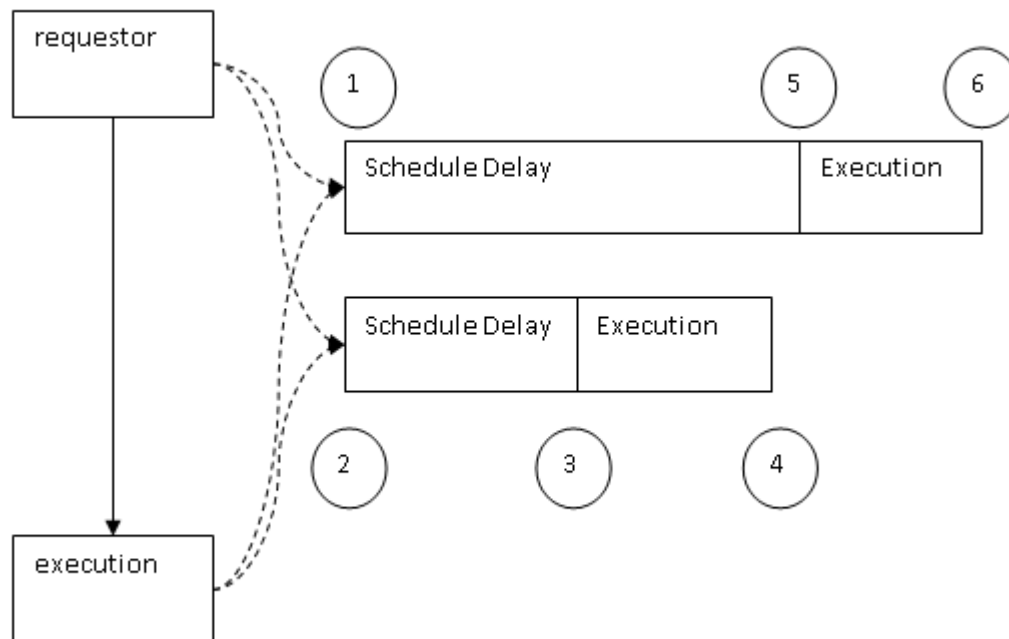 requestor
1
5
6
Schedule Delay
Execution
Schedule Delay
Execution
2
3
4
execution